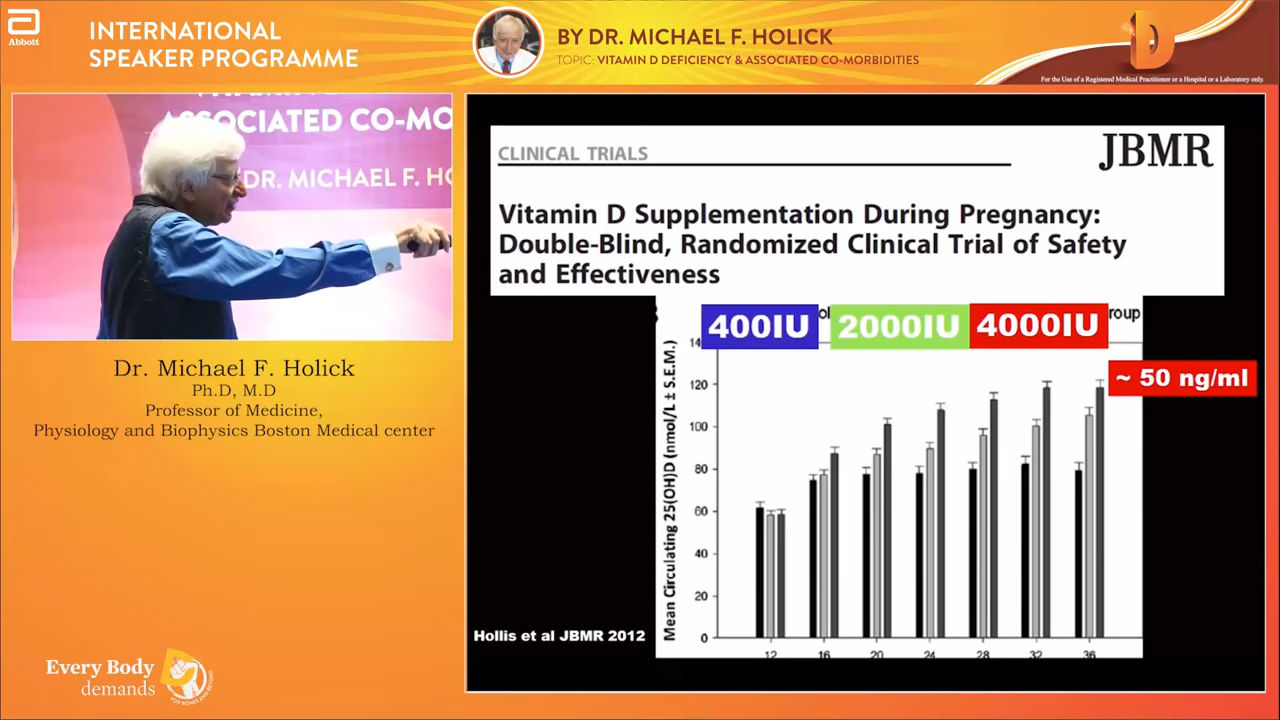 Abbott
INTERNATIONAL
SPEAKER PROGRAMME
BY DR. MICHAEL F. HOLICK
TOPIC: VITAMIN D DEFICIENCY & ASSOCIATED CO-MORBIDITIES
D
For the Use of a Registered Medical Practitioner or a Hospital or a Laboratory only.
ASSOCIATED CO-MO
DR. MICHAEL F. HO
Dr. Michael F. Holick
Ph.D, M.D
Professor of Medicine,
Physiology and Biophysics Boston Medical center
Every Body
demands
FOR BONES AND BEYOND
CLINICAL TRIALS
JBMR
Vitamin D Supplementation During Pregnancy:
Double-Blind, Randomized Clinical Trial of Safety
and Effectiveness
400IU 2000IU 4000IU roup
~ 50 ng/ml
Mean Circulating 25(OH)D (nmol/L ± S.E.M.)
14
120
100
80
60
40
20
0
12 16 20 24 28 32 36
Hollis et al JBMR 2012